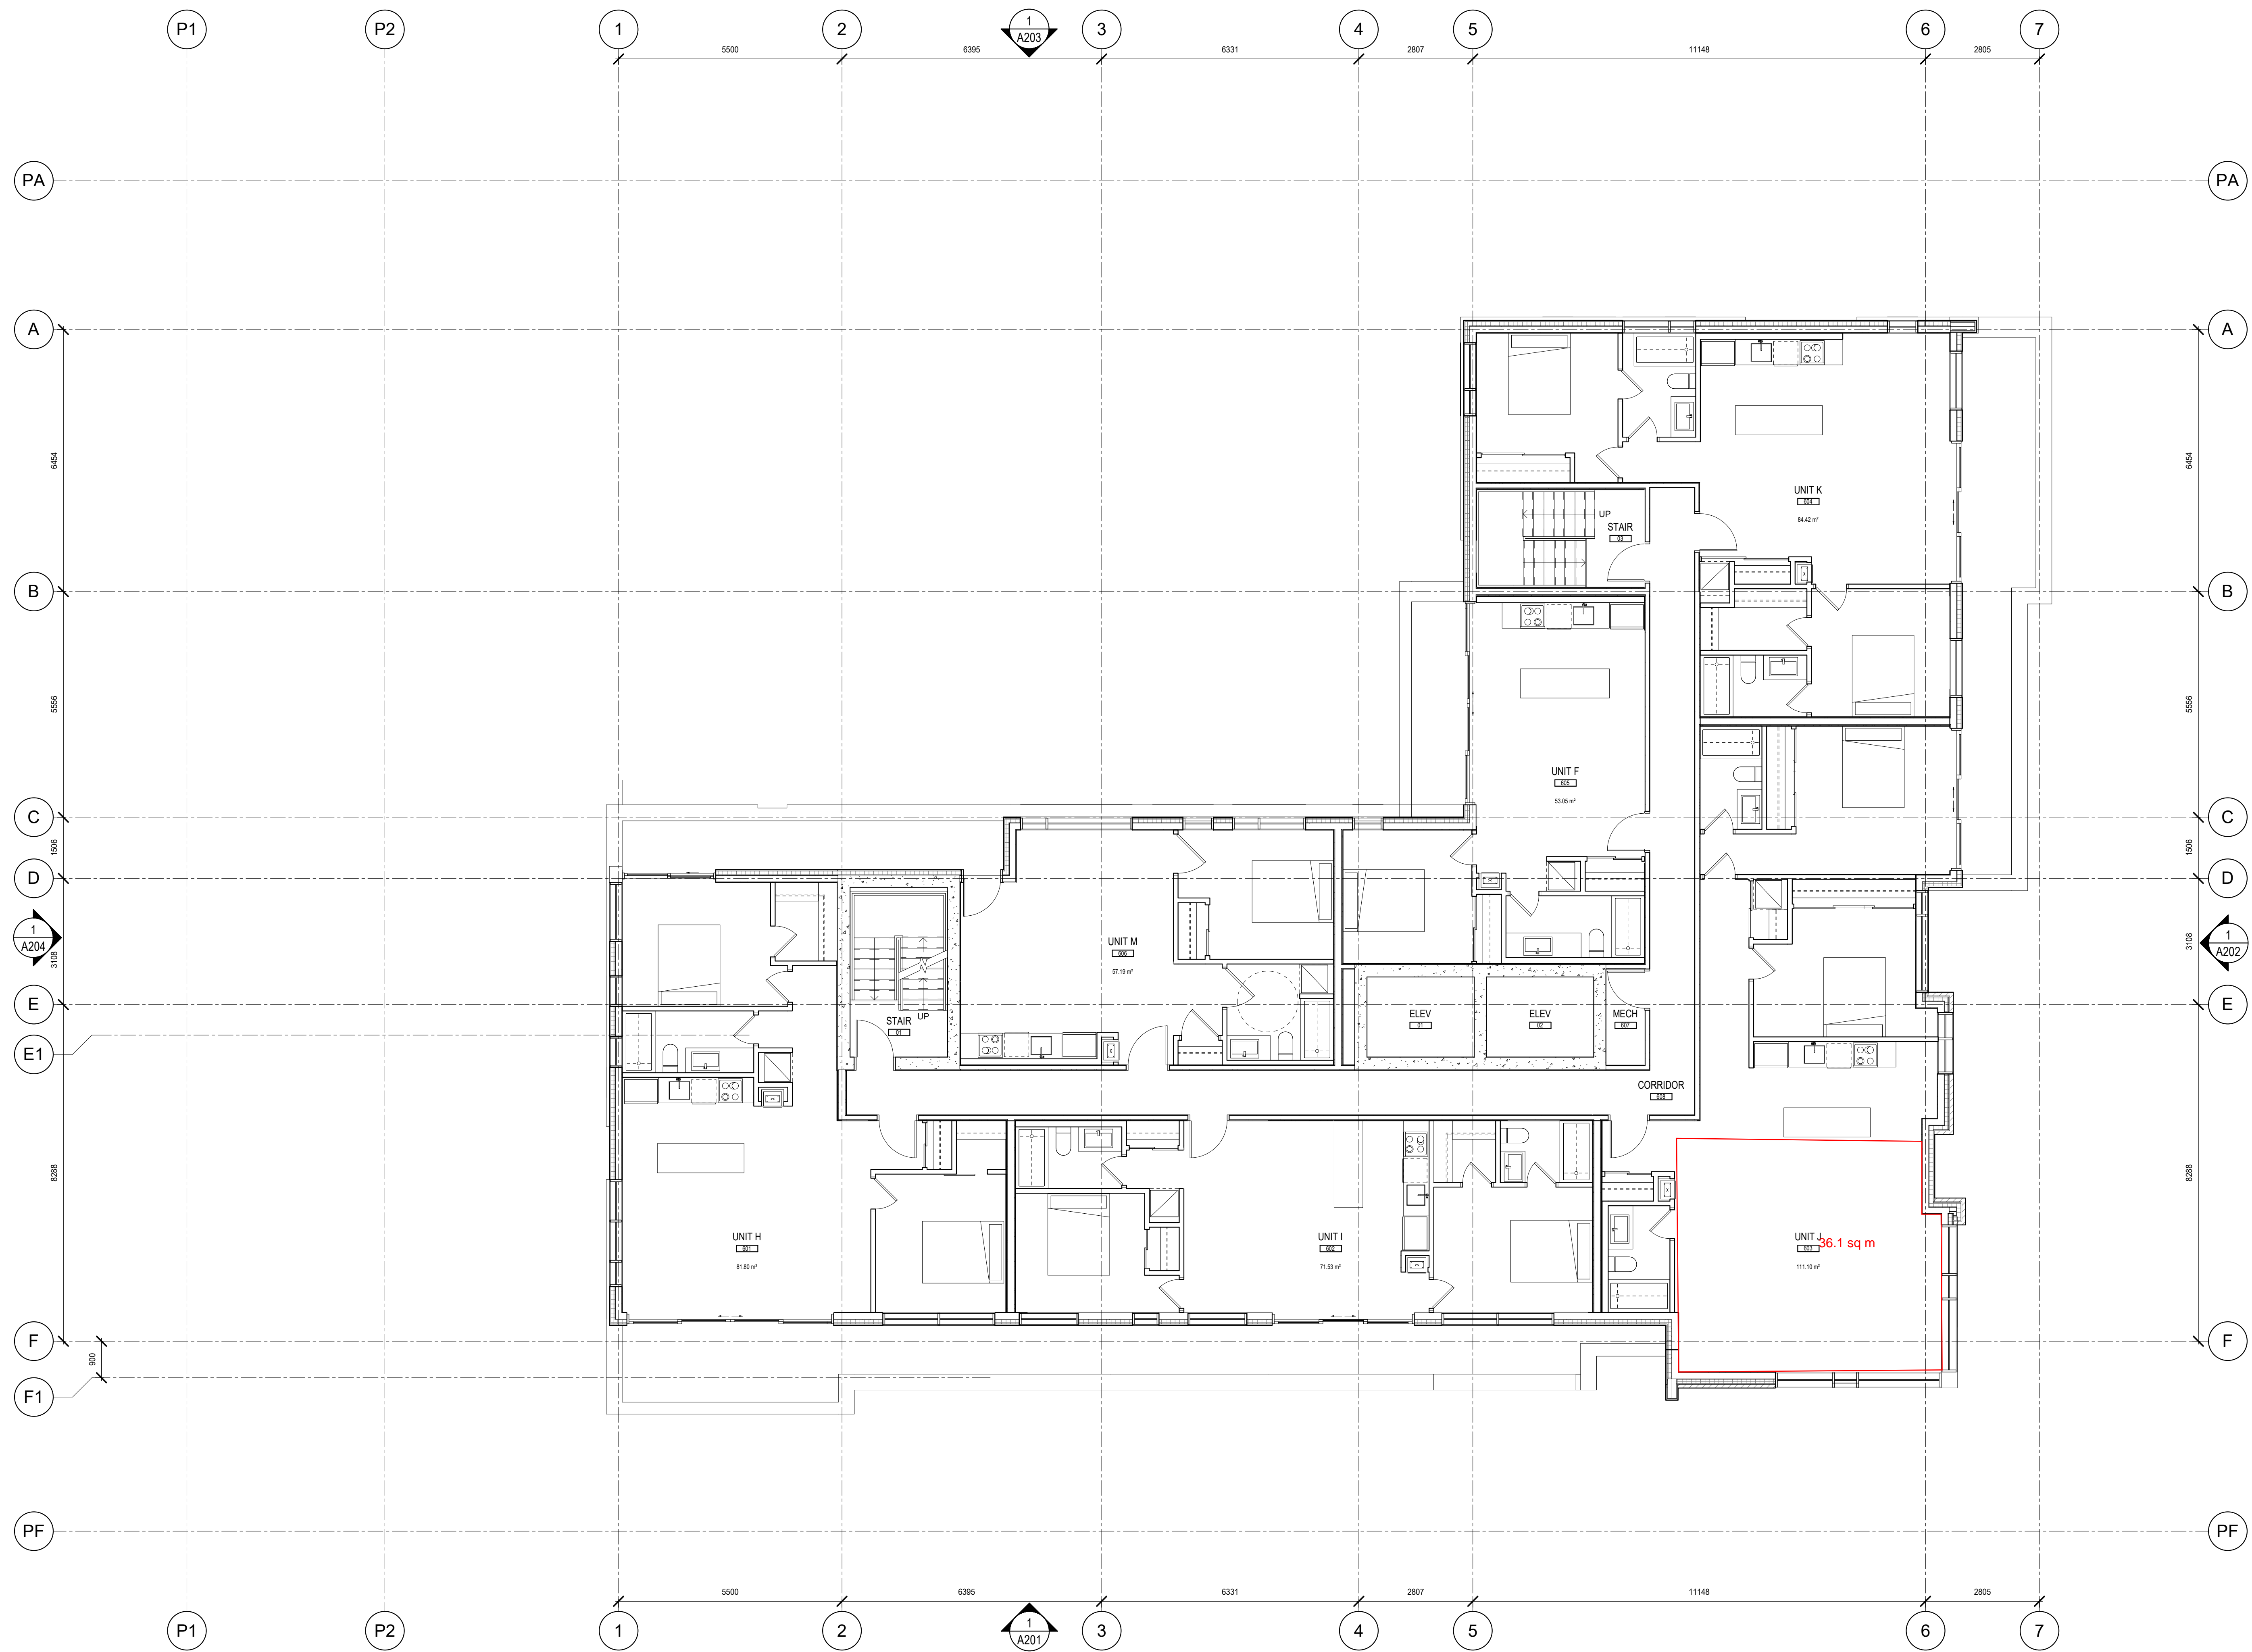 P1
P2
1
2
1
A203
3
4
5
6
7
5500
6395
6331
2807
11148
2805
PA
PA
A
A
6454
6454
UNIT K
604
84.42 m²
UP
STAIR
03
B
B
5556
5556
UNIT F
605
53.05 m²
C
C
1506
1506
D
D
1
A204
3108
UNIT M
606
57.19 m²
3108
1
A202
E
E
STAIR
01
UP
ELEV
01
ELEV
02
MECH
607
E1
CORRIDOR
608
8288
8288
UNIT H
601
81.80 m²
UNIT I
602
71.53 m²
UNIT J
603
36.1 sq m
111.10 m²
F
F
900
F1
PF
PF
5500
6395
6331
2807
11148
2805
P1
P2
1
2
1
A201
3
4
5
6
7